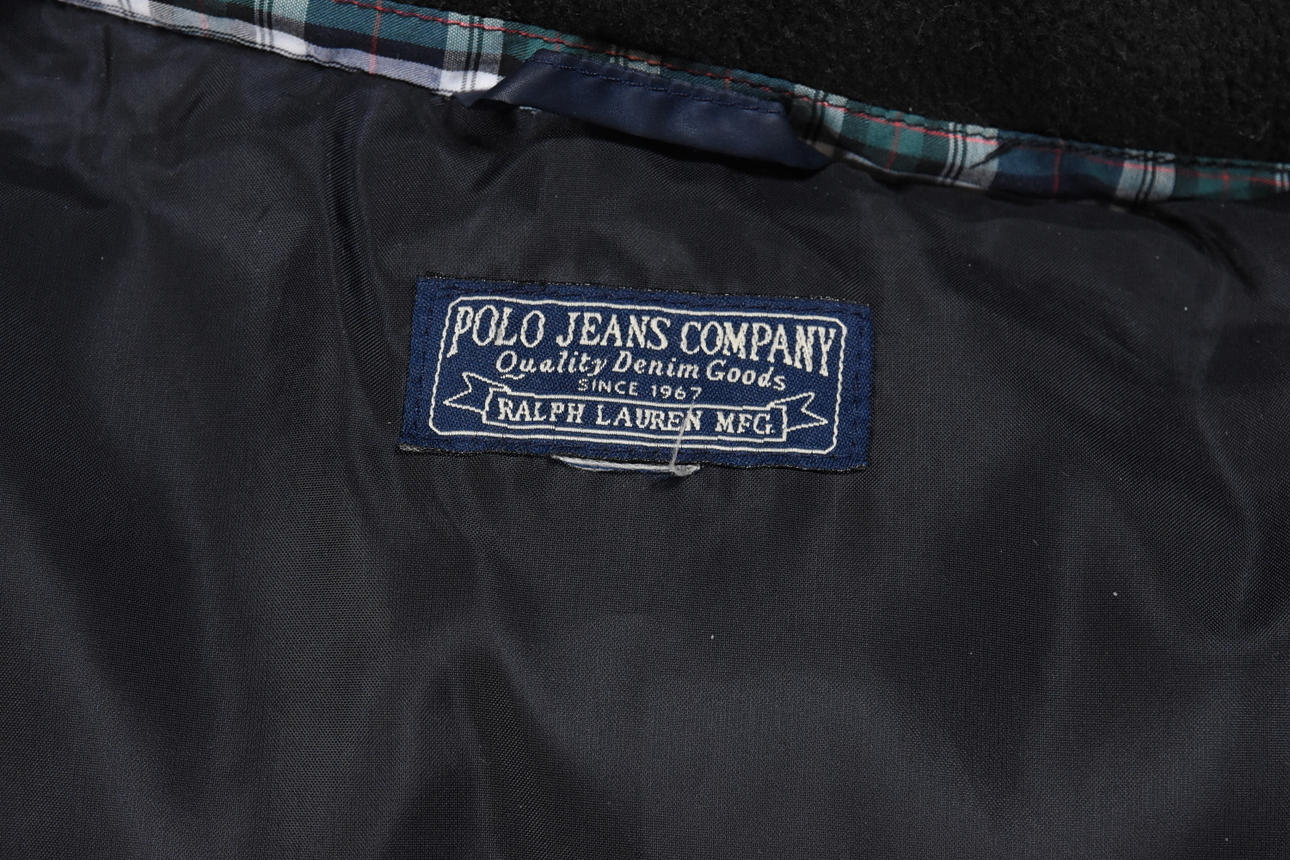 POLO JEANS COMPANY
Quality Denim Goods
SINCE 1967
RALPH LAUREN MFG.